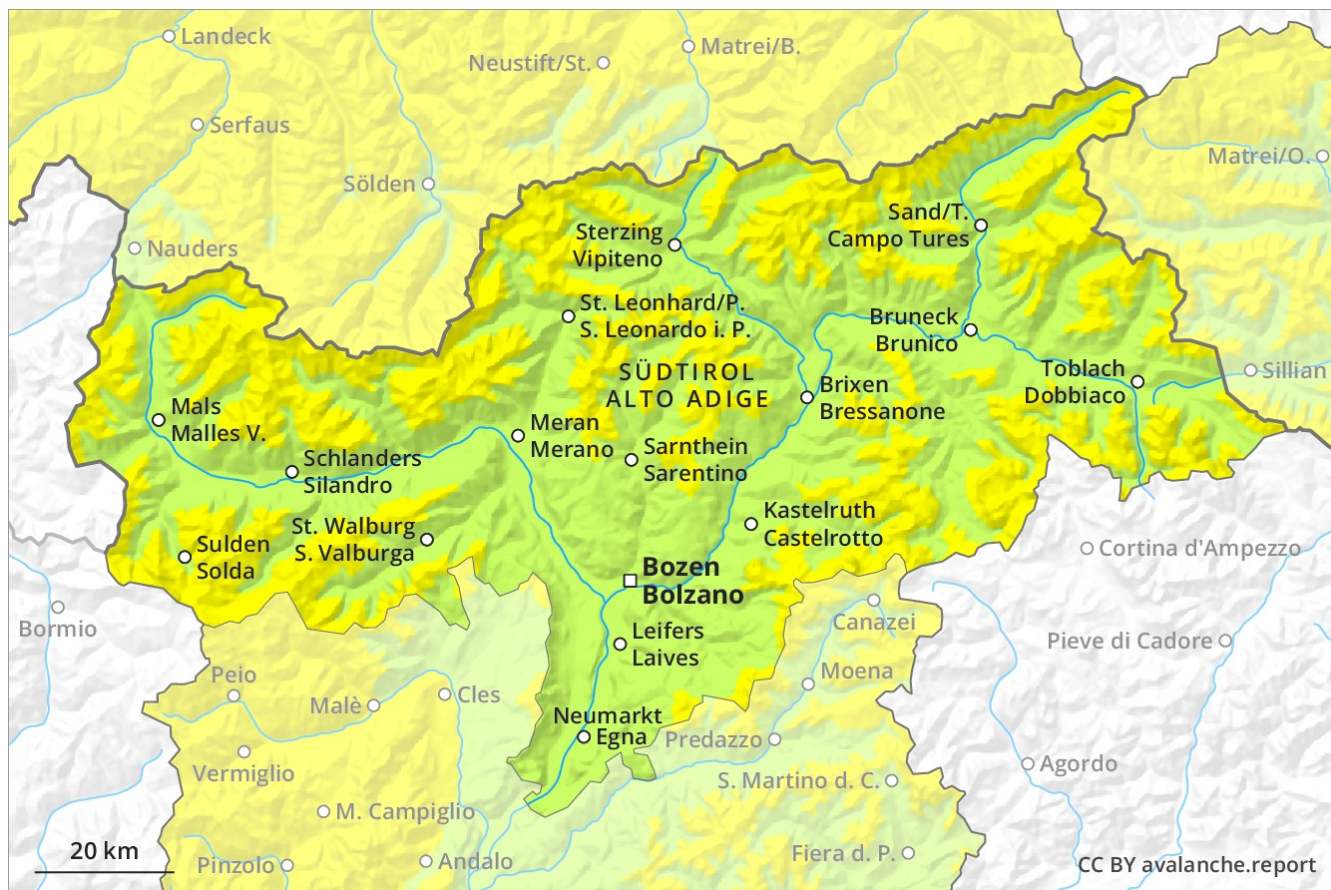 Landeck
Matrei/B.
Neustift/St.
Serfaus
Matrei/O.
Sölden
Nauders
Sand/T.
Campo Tures
Sterzing
Vipiteno
St. Leonhard/P.
S. Leonardo i. P.
Bruneck
Brunico
SÜDTIROL
ALTO ADIGE
Toblach
Dobbiaco
Sillian
Brixen
Bressanone
Mals
Malles V.
Meran
Merano
Sarnthein
Sarentino
Schlanders
Silandro
Kastelruth
Castelrotto
St. Walburg
S. Valburga
Sulden
Solda
Cortina d'Ampezzo
Bozen
Bolzano
Bormio
Canazei
Leifers
Laives
Pieve di Cadore
Peio
Moena
Malè
Cles
Neumarkt
Egna
Predazzo
Vermiglio
Agordo
S. Martino d. C.
M. Campiglio
20 km
Pinzolo
Andalo
Fiera d. P.
CC BY avalanche.report